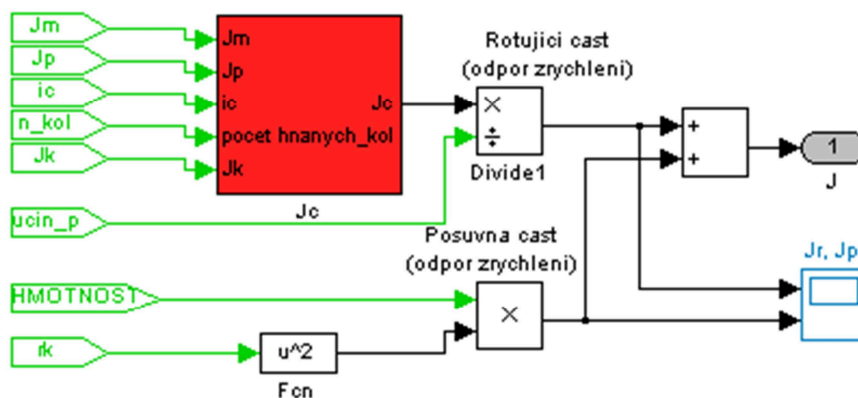 Jm
Jp
ic
n_kol
Jk
ucin_p
HMOTNOST
rk
Jm
Jp
ic
pocet hnanych_kol
Jk
Jc
Jc
Rotujici cast
(odpor zrychleni)
×
÷
Divide1
Posuvna cast
(odpor zrychleni)
×
u^2
Fcn
+
+
1
J
Jr, Jp